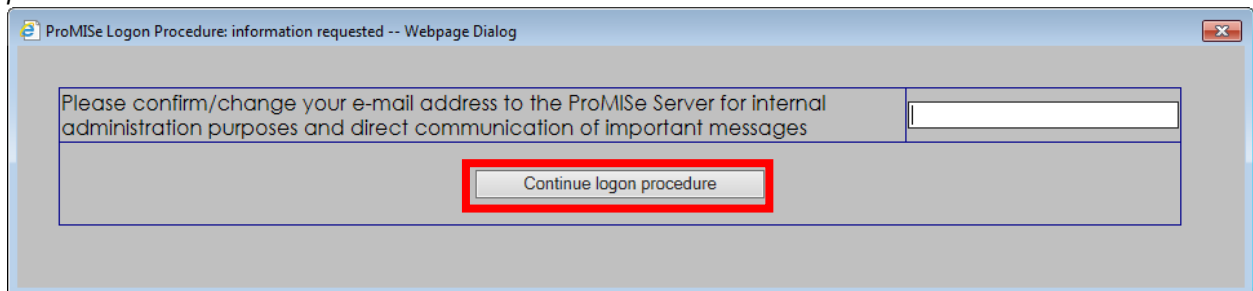 ProMISe Logon Procedure: information requested -- Webpage Dialog
Please confirm/change your e-mail address to the ProMISe Server for internal
administration purposes and direct communication of important messages
Continue logon procedure